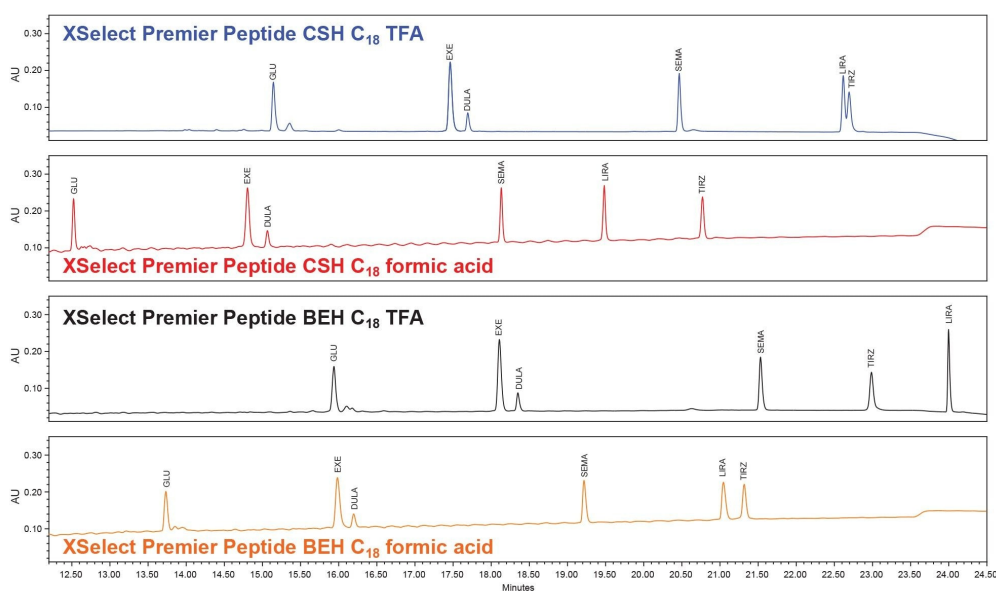 XSelect Premier Peptide CSH C18 TFA
AU
0.30
0.20
0.10
GLU
EXE
DULA
SEMA
LIRA
TIRZ
AU
0.30
0.20
0.10
GLU
EXE
DULA
SEMA
LIRA
TIRZ
XSelect Premier Peptide CSH C18 formic acid
XSelect Premier Peptide BEH C18 TFA
AU
0.30
0.20
0.10
GLU
EXE
DULA
SEMA
TIRZ
LIRA
AU
0.30
0.20
0.10
GLU
EXE
DULA
SEMA
LIRA
TIRZ
XSelect Premier Peptide BEH C18 formic acid
12.50 13.00 13.50 14.00 14.50 15.00 15.50 16.00 16.50 17.00 17.50 18.00 18.50 19.00 19.50 20.00 20.50 21.00 21.50 22.00 22.50 23.00 23.50 24.00 24.50
Minutes